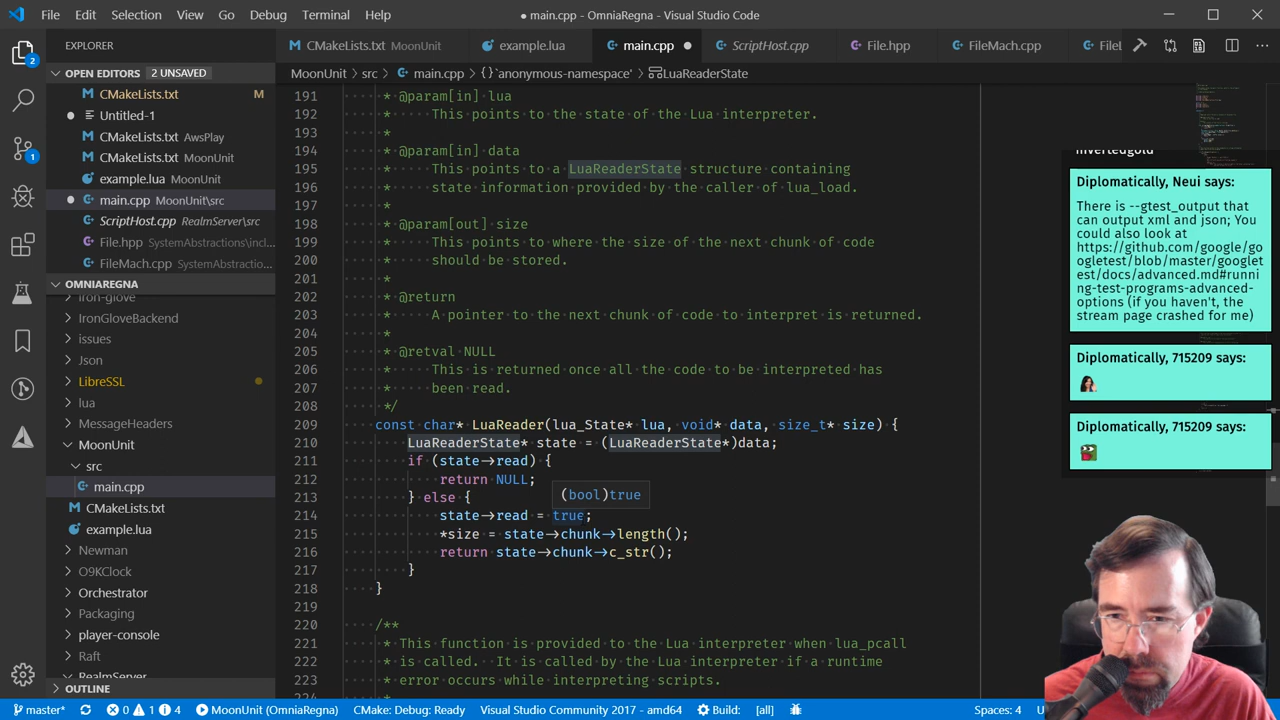 File Edit Selection View Go Debug Terminal Help
● main.cpp - OmniaRegna - Visual Studio Code
2
EXPLORER
CMakeLists.txt MoonUnit
example.lua
main.cpp
ScriptHost.cpp
File.hpp
FileMach.cpp
OPEN EDITORS 2 UNSAVED
CMakeLists.txt M
Untitled-1
CMakeLists.txt AwsPlay
CMakeLists.txt MoonUnit
example.lua MoonUnit
main.cpp MoonUnit\src
ScriptHost.cpp RealmServer\src
File.hpp SystemAbstractions\incl...
FileMach.cpp SystemAbstractio...
1
OMNIAREGNA
iron-glove
IronGloveBackend
issues
Json
LibreSSL
lua
MessageHeaders
MoonUnit
src
main.cpp
CMakeLists.txt
example.lua
Newman
O9KClock
Orchestrator
Packaging
player-console
Raft
RealmServer
OUTLINE
MoonUnit > src > main.cpp > {} `anonymous-namespace' > LuaReaderState
191 * @param[in] lua
192 * This points to the state of the Lua interpreter.
193 *
194 * @param[in] data
195 * This points to a LuaReaderState structure containing
196 * state information provided by the caller of lua_load.
197 *
198 * @param[out] size
199 * This points to where the size of the next chunk of code
200 * should be stored.
201 *
202 * @return
203 * A pointer to the next chunk of code to interpret is returned.
204 *
205 * @retval NULL
206 * This is returned once all the code to be interpreted has
207 * been read.
208 */
209 const char* LuaReader(lua_State* lua, void* data, size_t* size) {
210 LuaReaderState* state = (LuaReaderState*)data;
211 if (state->read) {
212 return NULL;
213 } else {
(bool)true
214 state->read = true;
215 *size = state->chunk->length();
216 return state->chunk->c_str();
217 }
218 }
219
220 /**
221 * This function is provided to the Lua interpreter when lua_pcall
222 * is called. It is called by the Lua interpreter if a runtime
223 * error occurs while interpreting scripts.
224 *
invertedgold
Diplomatically, Neui says:
There is --gtest_output that
can output xml and json; You
could also look at
https://github.com/google/go
ogletest/blob/master/googlet
est/docs/advanced.md#runni
ng-test-programs-advanced-
options (if you haven't, the
stream page crashed for me)
Diplomatically, 715209 says:
Diplomatically, 715209 says:
master* 0 1 4 MoonUnit (OmniaRegna) CMake: Debug: Ready Visual Studio Community 2017 - amd64 Build: [all] Spaces: 4